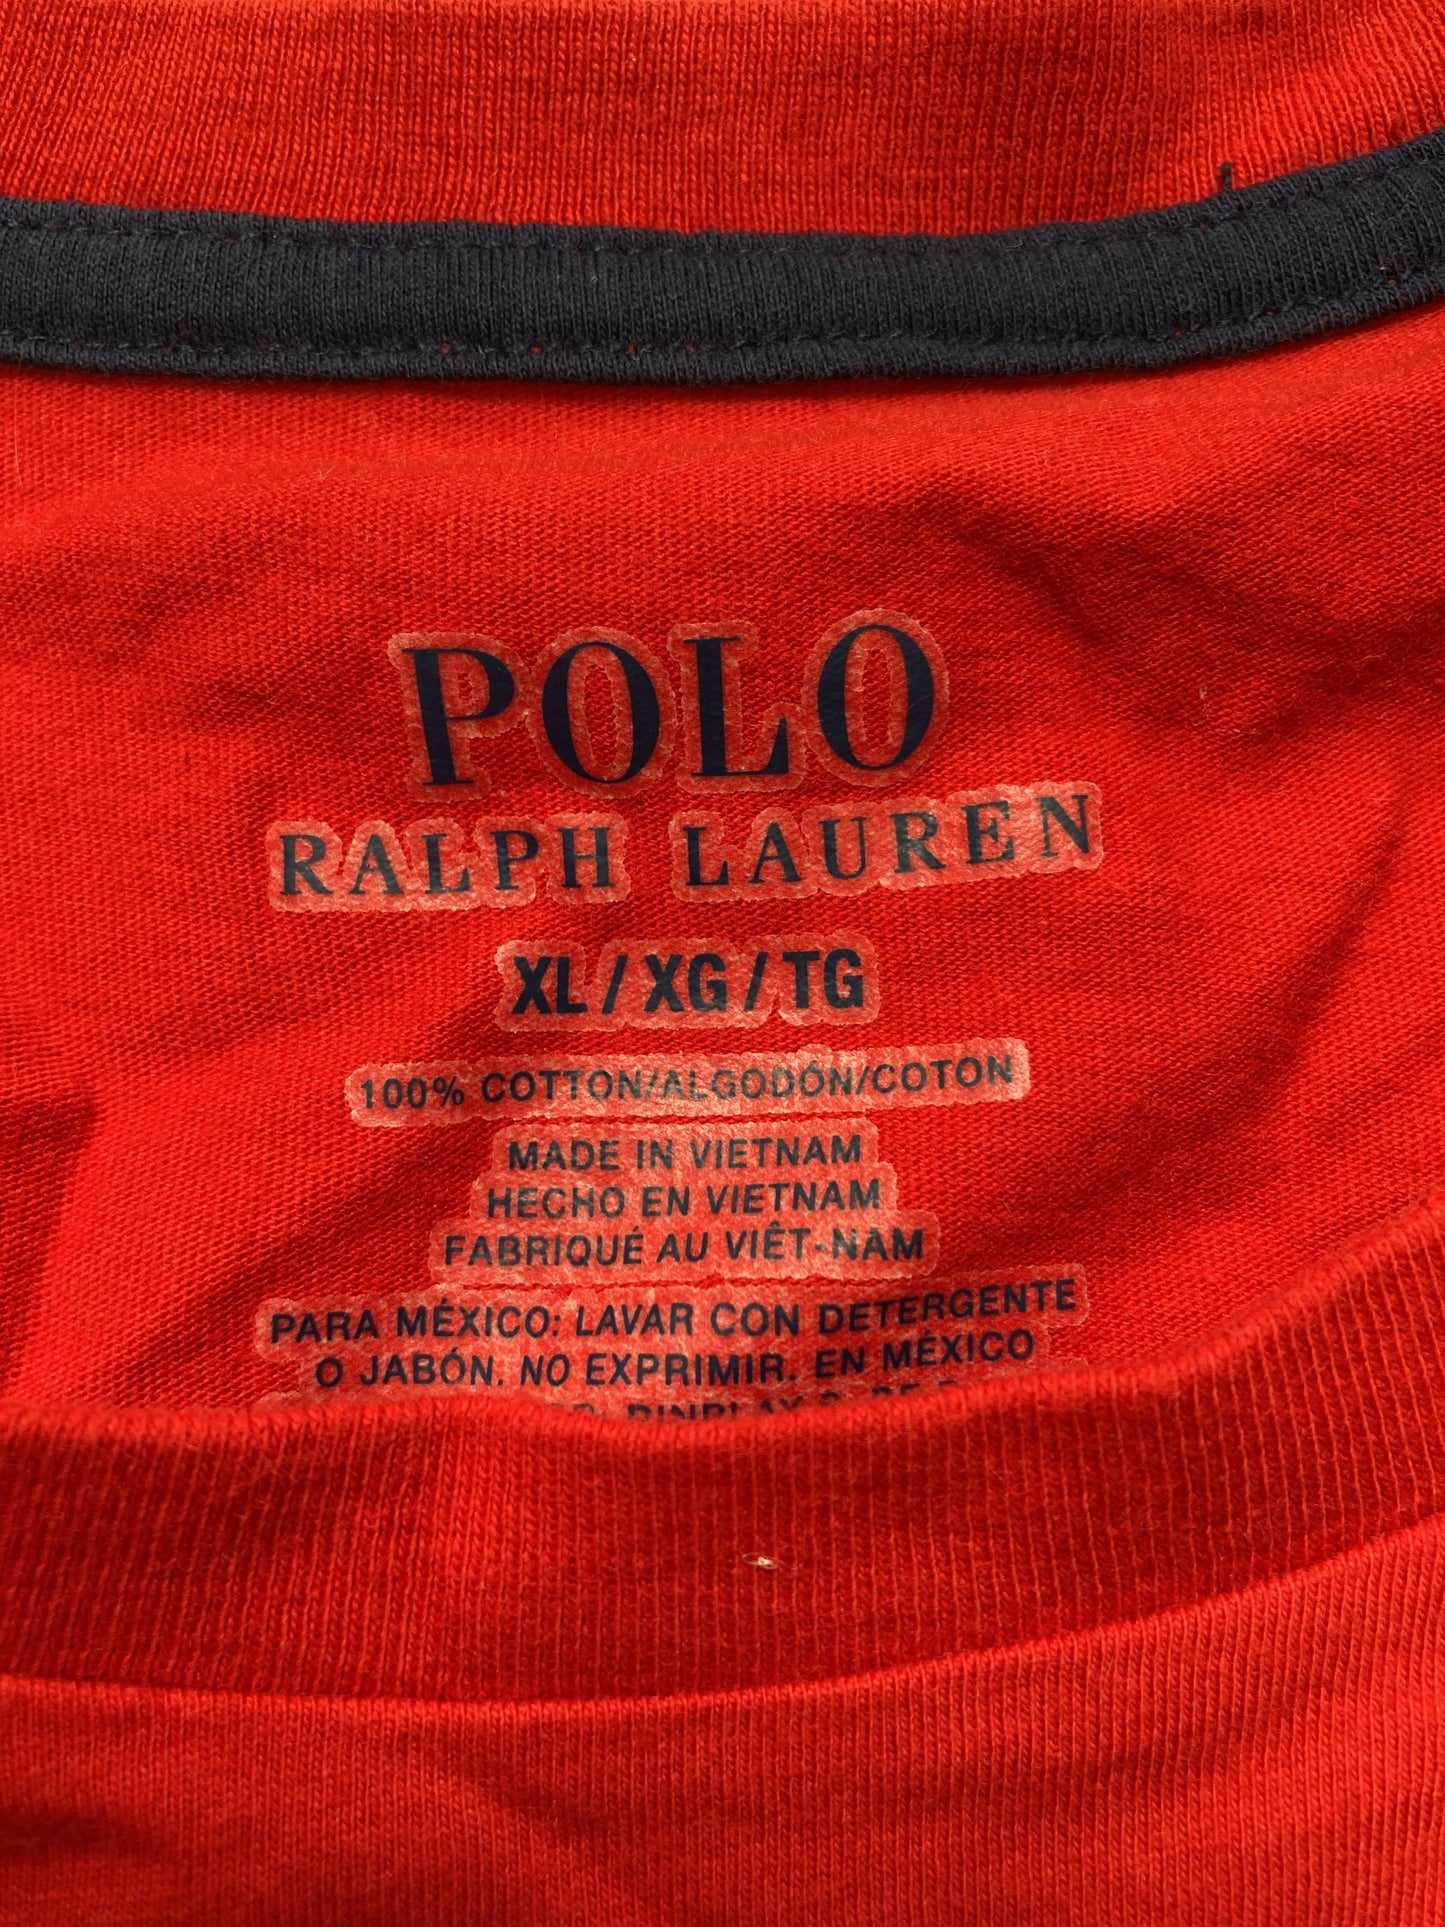 POLO
RALPH LAUREN
XL / XG / TG
100% COTTON/ALGODÓN/COTON
MADE IN VIETNAM
HECHO EN VIETNAM
FABRIQUÉ AU VIÊT-NAM
PARA MÉXICO: LAVAR CON DETERGENTE
O JABÓN. NO EXPRIMIR. EN MÉXICO